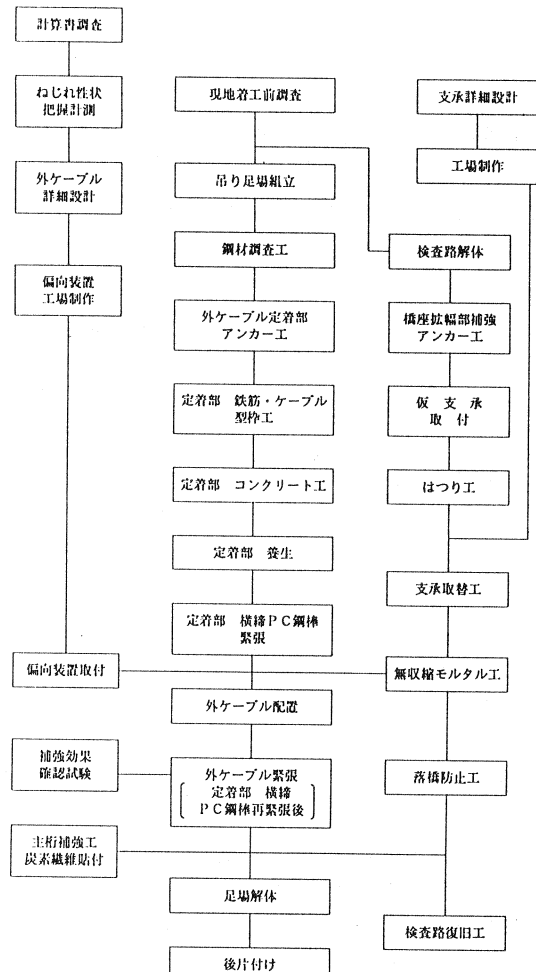 計算書調査
ねじれ性状
把握計測
外ケーブル
詳細設計
偏向装置
工場制作
偏向装置取付
補強効果
確認試験
主桁補強工
炭素繊維貼付
現地着工前調査
吊り足場組立
鋼材調査工
外ケーブル定着部
アンカー工
定着部 鉄筋・ケーブル
型枠工
定着部 コンクリート工
定着部 養生
定着部 横締PC鋼棒
緊張
外ケーブル配置
外ケーブル緊張
定着部 横締
PC鋼棒再緊張後
足場解体
後片付け
支承詳細設計
工場制作
検査路解体
橋座拡幅部補強
アンカー工
仮支承
取付
はつり工
支承取替工
無収縮モルタル工
落橋防止工
検査路復旧工